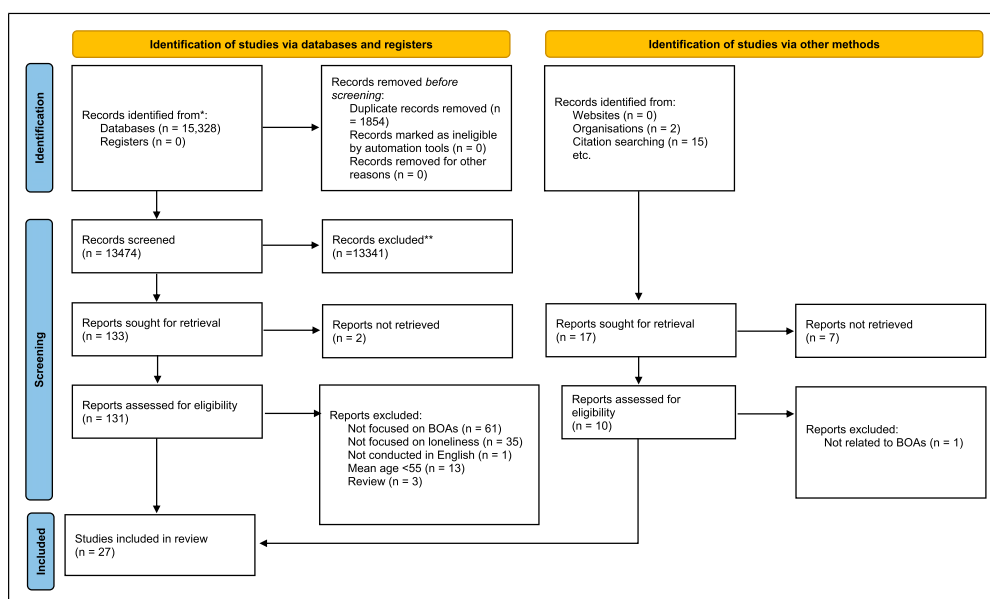 Identification of studies via databases and registers
Identification of studies via other methods
Identification
Records identified from*:
Databases (n = 15,328)
Registers (n = 0)
Records removed before
screening:
Duplicate records removed (n
= 1854)
Records marked as ineligible
by automation tools (n = 0)
Records removed for other
reasons (n = 0)
Records identified from:
Websites (n = 0)
Organisations (n = 2)
Citation searching (n = 15)
etc.
Screening
Records screened
(n = 13474)
Records excluded**
(n =13341)
Reports sought for retrieval
(n = 133)
Reports not retrieved
(n = 2)
Reports sought for retrieval
(n = 17)
Reports not retrieved
(n = 7)
Reports assessed for eligibility
(n = 131)
Reports excluded:
Not focused on BOAs (n = 61)
Not focused on loneliness (n = 35)
Not conducted in English (n = 1)
Mean age <55 (n = 13)
Review (n = 3)
Reports assessed for
eligibility
(n = 10)
Reports excluded:
Not related to BOAs (n = 1)
Included
Studies included in review
(n = 27)